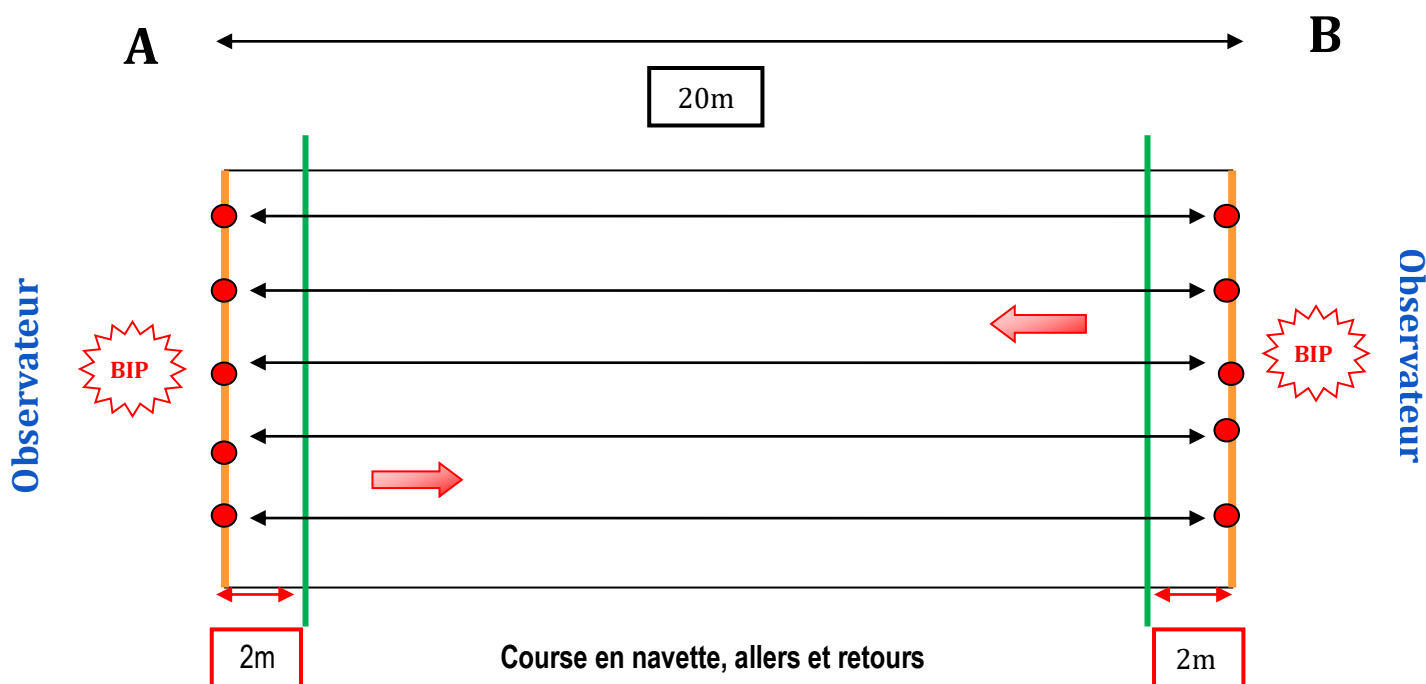 A
B
20m
Observateur
BIP
BIP
Observateur
2m
Course en navette, allers et retours
2m